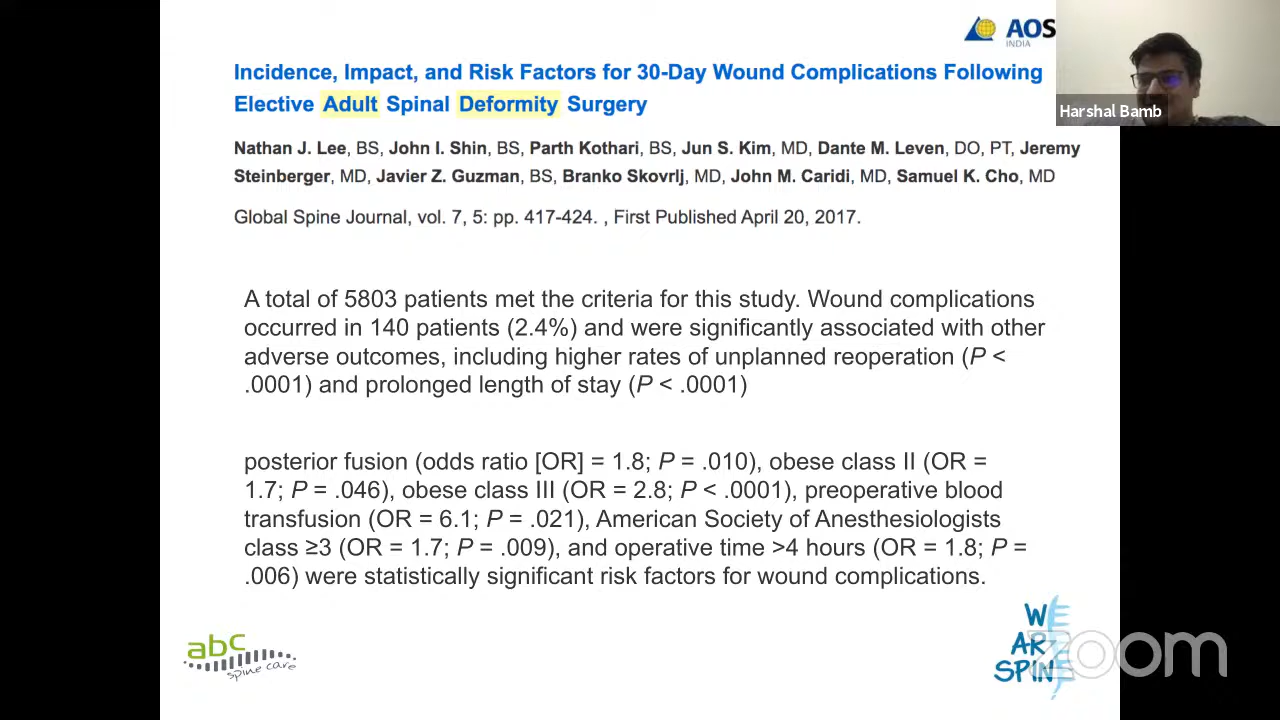 AOS
INDIA
Harshal Bamb
Incidence, Impact, and Risk Factors for 30-Day Wound Complications Following
Elective Adult Spinal Deformity Surgery
Nathan J. Lee, BS, John I. Shin, BS, Parth Kothari, BS, Jun S. Kim, MD, Dante M. Leven, DO, PT, Jeremy
Steinberger, MD, Javier Z. Guzman, BS, Branko Skovrlj, MD, John M. Caridi, MD, Samuel K. Cho, MD
Global Spine Journal, vol. 7, 5: pp. 417-424. , First Published April 20, 2017.
A total of 5803 patients met the criteria for this study. Wound complications
occurred in 140 patients (2.4%) and were significantly associated with other
adverse outcomes, including higher rates of unplanned reoperation (P <
.0001) and prolonged length of stay (P < .0001)
posterior fusion (odds ratio [OR] = 1.8; P = .010), obese class II (OR =
1.7; P = .046), obese class III (OR = 2.8; P < .0001), preoperative blood
transfusion (OR = 6.1; P = .021), American Society of Anesthesiologists
class ≥3 (OR = 1.7; P = .009), and operative time >4 hours (OR = 1.8; P =
.006) were statistically significant risk factors for wound complications.
abc
spine care
WE
ARE
SPINE
zoom